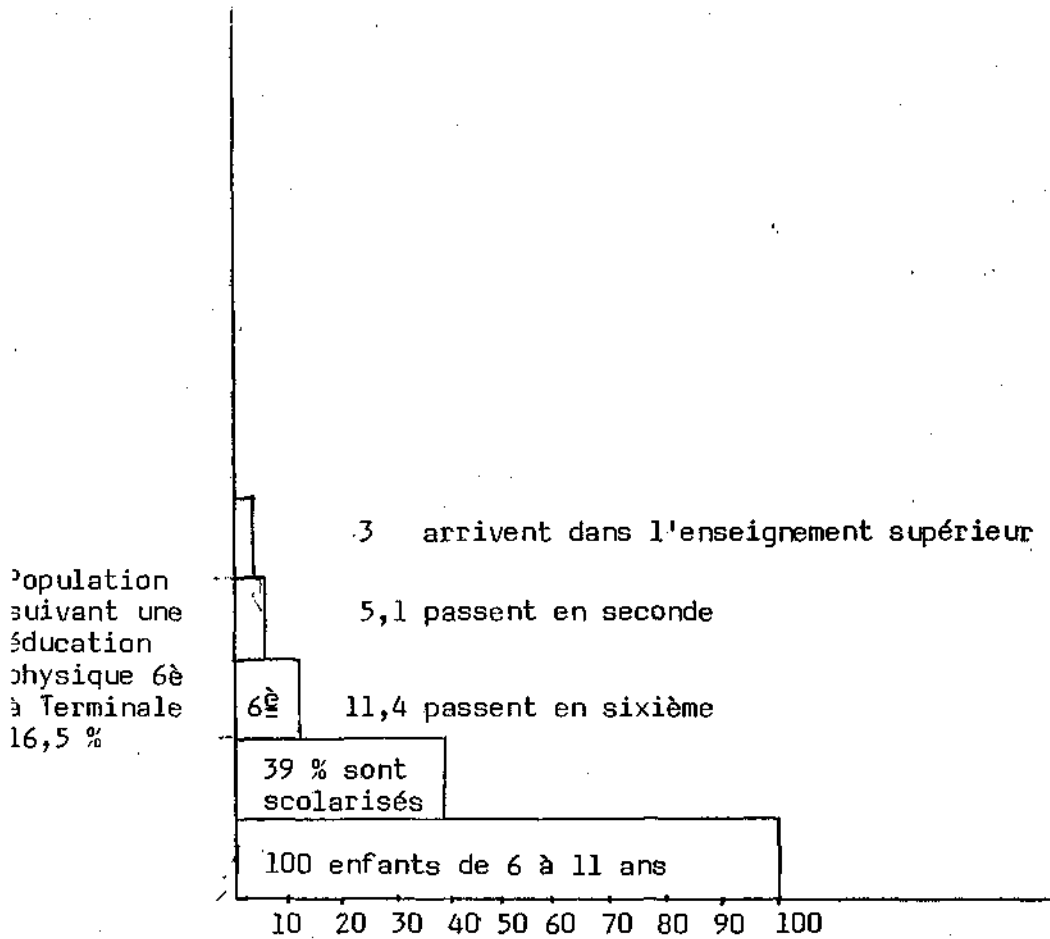 3 arrivent dans l'enseignement supérieur
Population
suivant une
éducation
physique 6è
à Terminale
16,5 %
5,1 passent en seconde
6è
11,4 passent en sixième
39 % sont
scolarisés
100 enfants de 6 à 11 ans
10 20 30 40 50 60 70 80 90 100